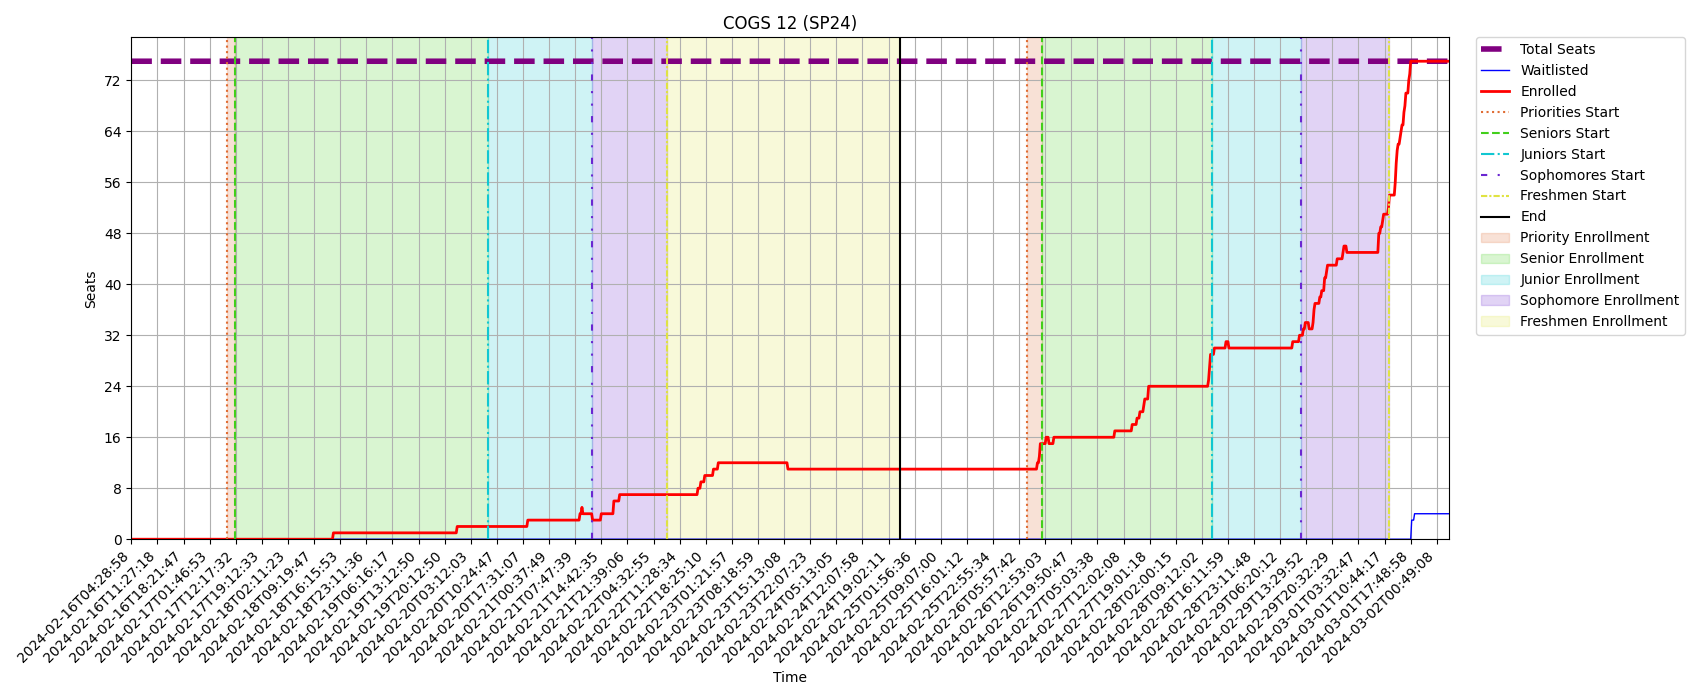 COGS 12 (SP24)
Seats
72
64
56
48
40
32
24
16
8
0
2024-02-16T04:28:58
2024-02-16T11:27:18
2024-02-16T18:21:47
2024-02-17T01:46:53
2024-02-17T12:17:32
2024-02-17T19:12:33
2024-02-18T02:11:23
2024-02-18T09:19:47
2024-02-18T16:15:53
2024-02-18T23:11:36
2024-02-19T06:16:17
2024-02-19T13:12:50
2024-02-19T20:12:50
2024-02-20T03:12:03
2024-02-20T10:24:47
2024-02-20T17:31:07
2024-02-21T00:37:49
2024-02-21T07:47:39
2024-02-21T14:42:35
2024-02-21T21:39:06
2024-02-22T04:32:55
2024-02-22T11:28:34
2024-02-22T18:25:10
2024-02-23T01:21:57
2024-02-23T08:18:59
2024-02-23T15:13:08
2024-02-23T22:07:23
2024-02-24T05:13:05
2024-02-24T12:07:58
2024-02-24T19:02:11
2024-02-25T01:56:36
2024-02-25T09:07:00
2024-02-25T16:01:12
2024-02-25T22:55:34
2024-02-26T05:57:42
2024-02-26T12:53:03
2024-02-26T19:50:47
2024-02-27T05:03:38
2024-02-27T12:02:08
2024-02-27T19:01:18
2024-02-28T02:00:15
2024-02-28T09:12:02
2024-02-28T16:11:59
2024-02-28T23:11:48
2024-02-29T06:20:12
2024-02-29T13:29:52
2024-02-29T20:32:29
2024-03-01T03:32:47
2024-03-01T10:44:17
2024-03-01T17:48:58
2024-03-02T00:49:08
Time
Total Seats
Waitlisted
Enrolled
Priorities Start
Seniors Start
Juniors Start
Sophomores Start
Freshmen Start
End
Priority Enrollment
Senior Enrollment
Junior Enrollment
Sophomore Enrollment
Freshmen Enrollment